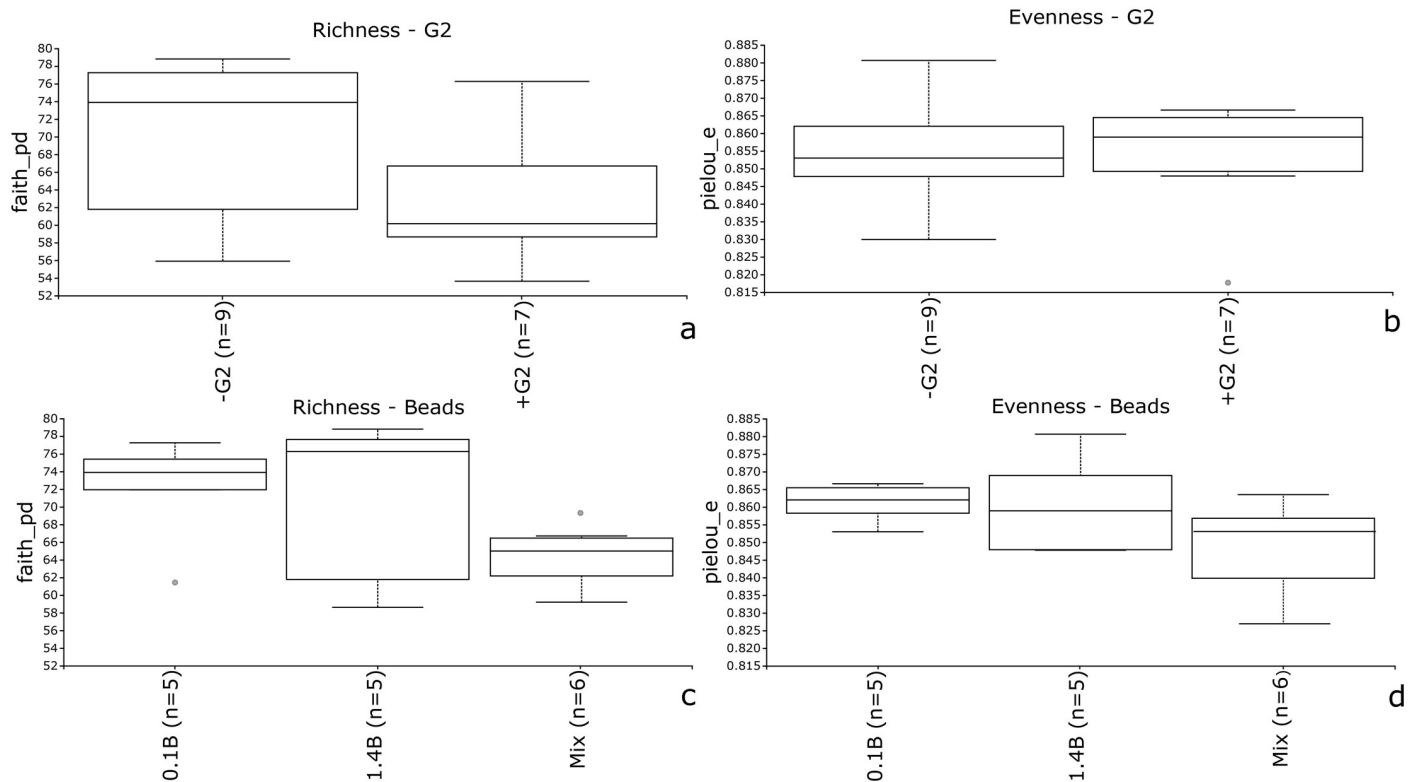 Richness - G2
faith_pd
80
78
76
74
72
70
68
66
64
62
60
58
56
54
52
-G2 (n=9)
+G2 (n=7)
a
Evenness - G2
pielou_e
0.885
0.880
0.875
0.870
0.865
0.860
0.855
0.850
0.845
0.840
0.835
0.830
0.825
0.820
0.815
-G2 (n=9)
+G2 (n=7)
b
Richness - Beads
faith_pd
80
78
76
74
72
70
68
66
64
62
60
58
56
54
52
0.1B (n=5)
1.4B (n=5)
Mix (n=6)
c
Evenness - Beads
pielou_e
0.885
0.880
0.875
0.870
0.865
0.860
0.855
0.850
0.845
0.840
0.835
0.830
0.825
0.820
0.815
0.1B (n=5)
1.4B (n=5)
Mix (n=6)
d